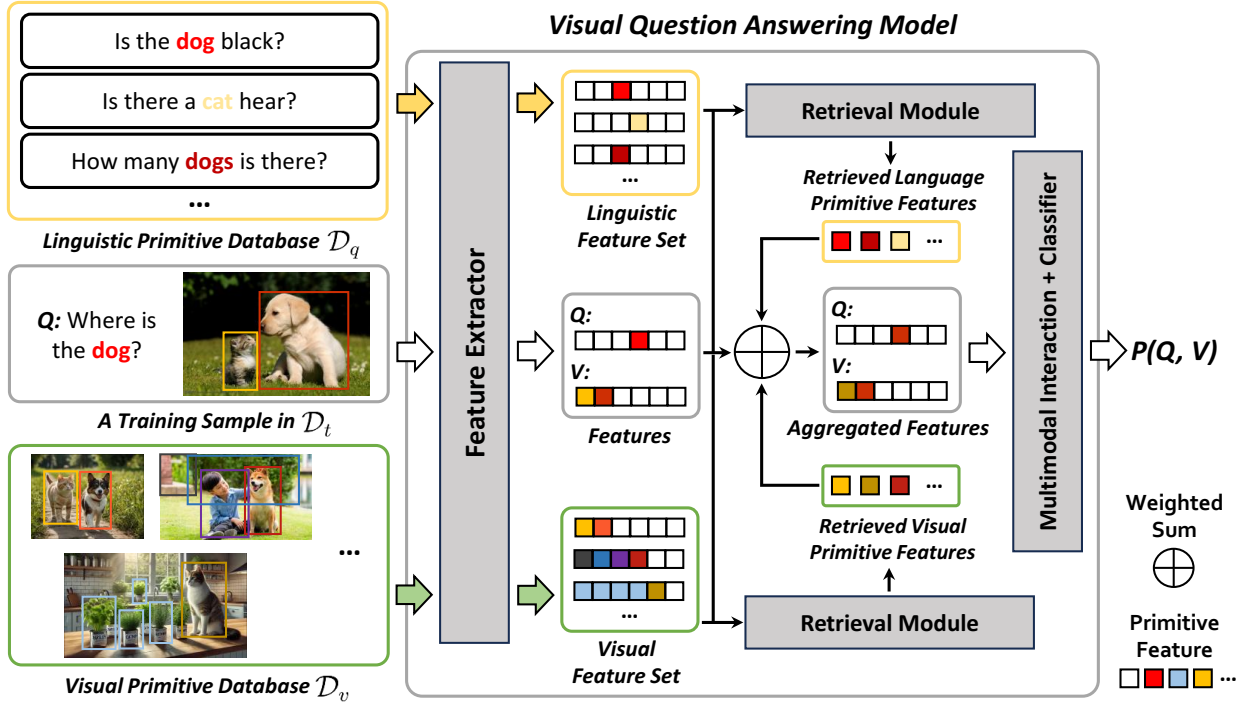 Visual Question Answering Model
Is the dog black?
Is there a cat hear?
How many dogs is there?
...
Linguistic Primitive Database 𝒟q
Q: Where is
the dog?
A Training Sample in 𝒟t
...
Visual Primitive Database 𝒟v
Feature Extractor
...
Linguistic
Feature Set
Q:
V:
Features
...
Visual
Feature Set
Retrieval Module
Retrieved Language
Primitive Features
...
Q:
V:
Aggregated Features
...
Retrieved Visual
Primitive Features
Retrieval Module
Multimodal Interaction + Classifier
P(Q, V)
Weighted
Sum
Primitive
Feature
...